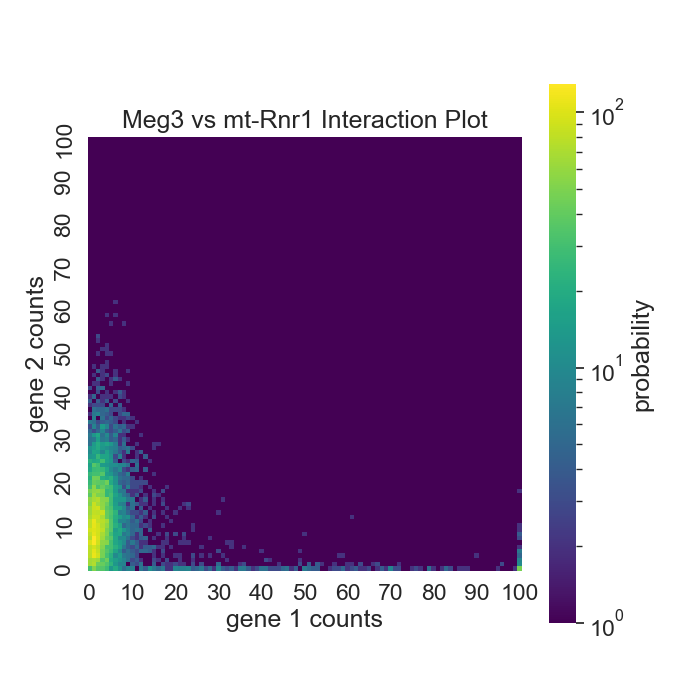 Meg3 vs mt-Rnr1 Interaction Plot
gene 2 counts
100
90
80
70
60
50
40
30
20
10
0
0 10 20 30 40 50 60 70 80 90 100
gene 1 counts
10²
10¹
10⁰
probability